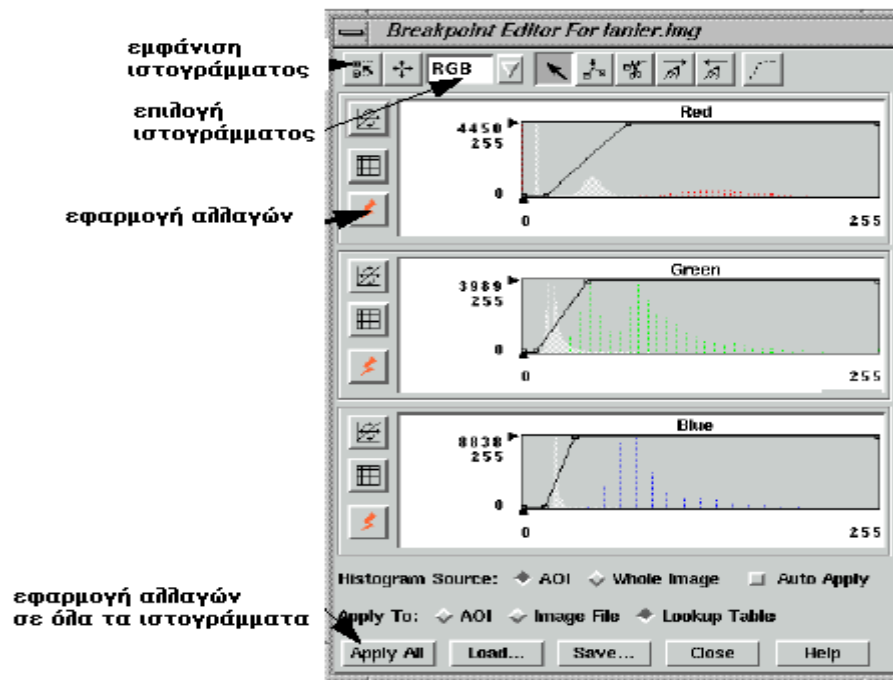 Breakpoint Editor For lanier.img
εμφάνιση
ιστογράμματος
RGB
επιλογή
ιστογράμματος
Red
4450
255
0
0
255
εφαρμογή αλλαγών
Green
3989
255
0
0
255
Blue
8838
255
0
0
255
Histogram Source: AOI Whole Image Auto Apply
εφαρμογή αλλαγών
σε όλα τα ιστογράμματα
Apply To: AOI Image File Lookup Table
Apply All Load... Save... Close Help